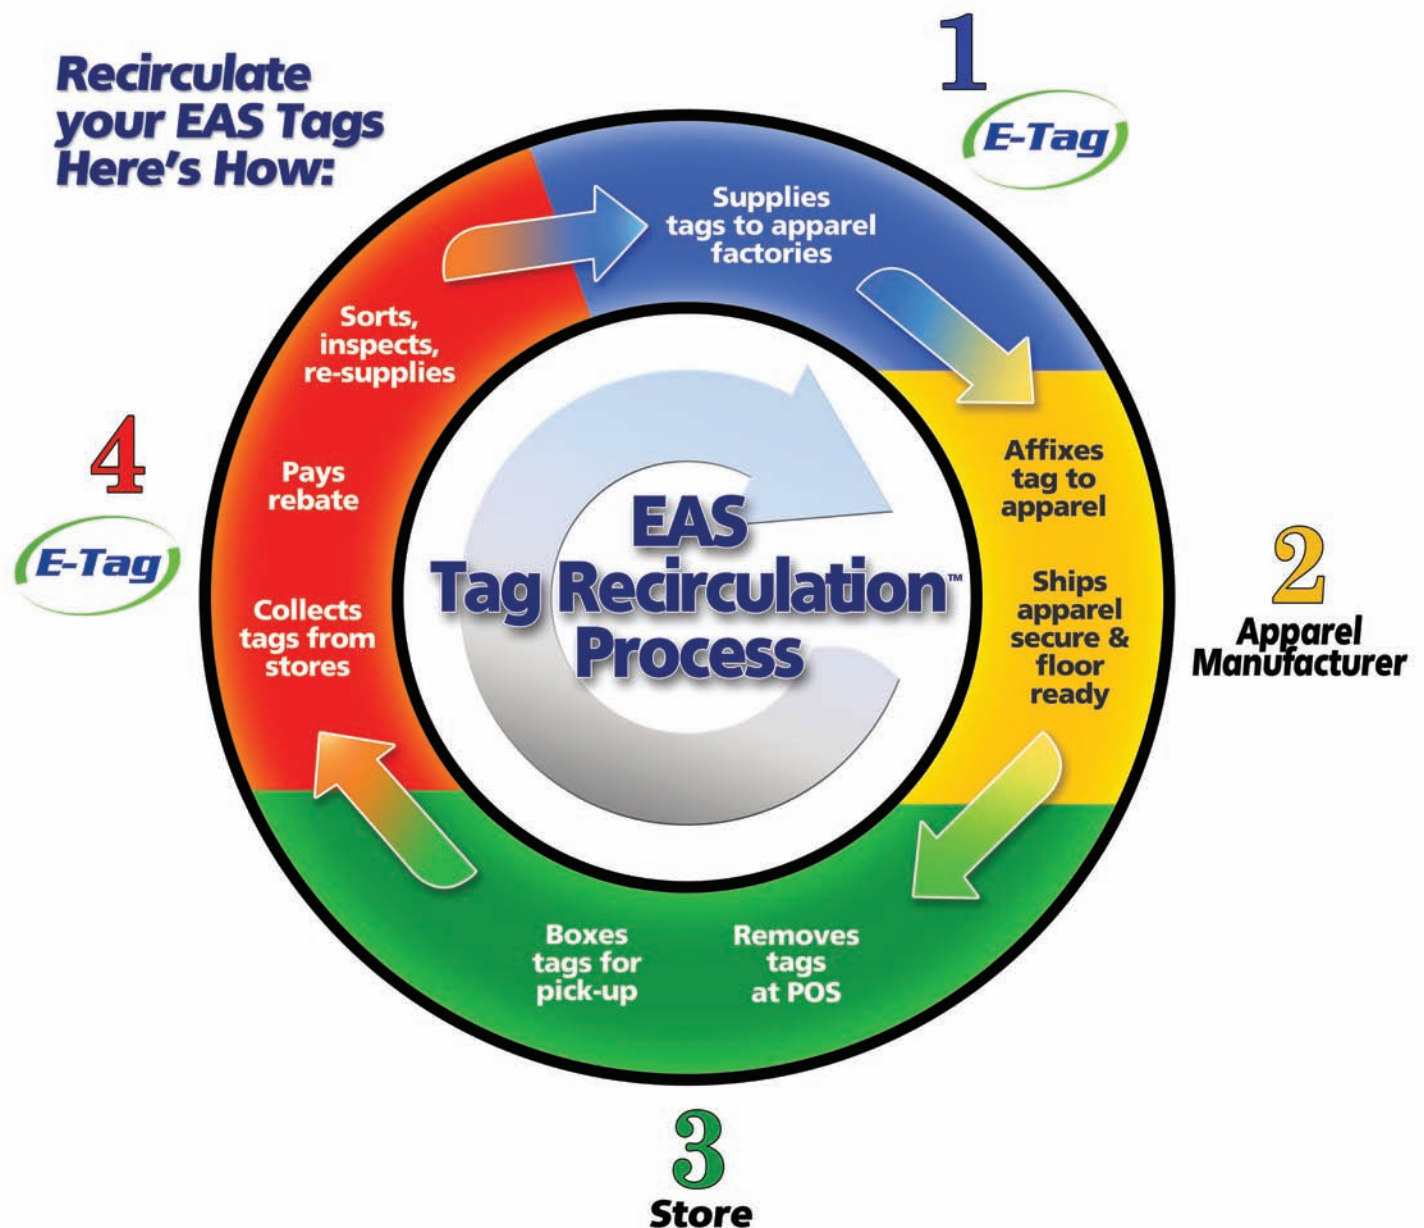 Recirculate
your EAS Tags
Here's How:
1
E-Tag
Supplies
tags to apparel
factories
Affixes
tag to
apparel
Ships
apparel
secure &
floor
ready
2
Apparel
Manufacturer
Removes
tags
at POS
Boxes
tags for
pick-up
3
Store
4
E-Tag
Collects
tags from
stores
Pays
rebate
Sorts,
inspects,
re-supplies
EAS
Tag Recirculation™
Process